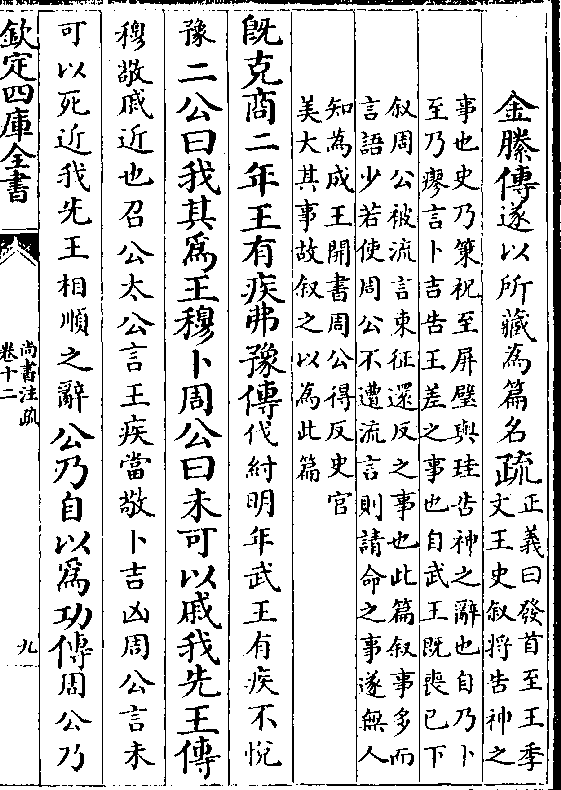 金縢傳遂以所藏為篇名疏正義曰發首至王季
文王史叙將告神之
事也史乃策祝至屏璧與珪告神之辭也自乃卜
至乃瘳言卜吉告王差之事也自武王既喪已下
叙周公被流言東征還反之事也此篇叙事多而
言語少若使周公不遭流言則請命之事遂無人
知為成王開書周公得反史官
美大其事故叙之以為此篇
旣克商二年王有疾弗豫傳伐紂明年武王有疾不悅
豫二公曰我其為王穆卜周公曰未可以戚我先王傳
穆敬戚近也召公太公言王疾當敬卜吉凶周公言未
可以死近我先王相順之辭公乃自以為功傳周公乃
欽定四庫全書
尚書注疏
卷十二
九